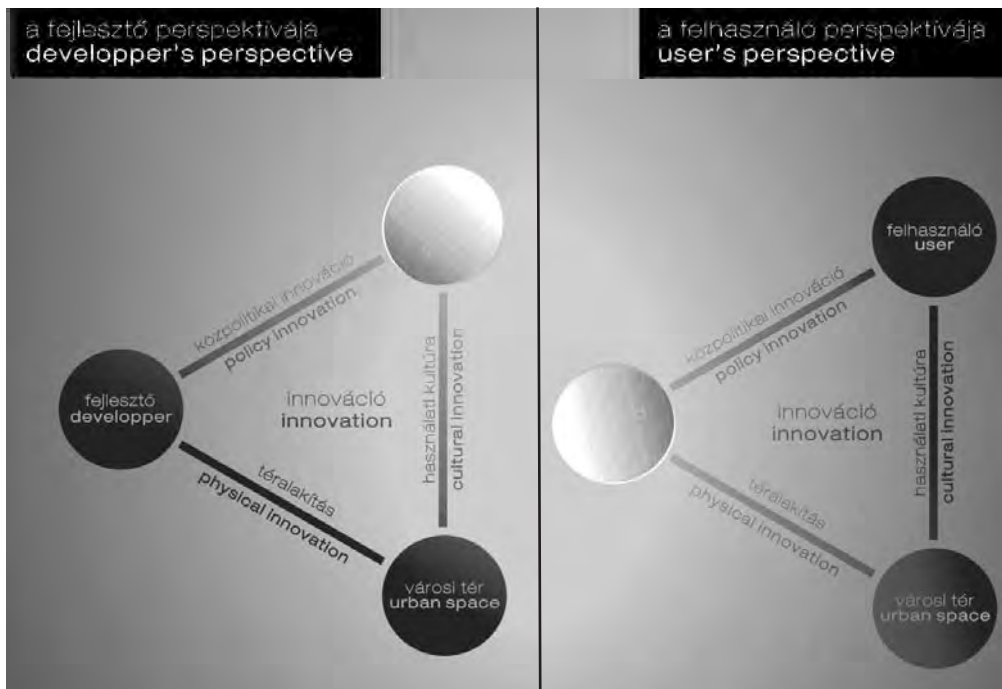 a fejlesztő perspektívája
developper's perspective
közpolitikai innováció
policy innovation
fejlesztő
developper
innováció
innovation
használati kultúra
cultural innovation
téralakítás
physical innovation
városi tér
urban space
a felhasználó perspektívája
user's perspective
felhasználó
user
közpolitikai innováció
policy innovation
innováció
innovation
használati kultúra
cultural innovation
téralakítás
physical innovation
városi tér
urban space